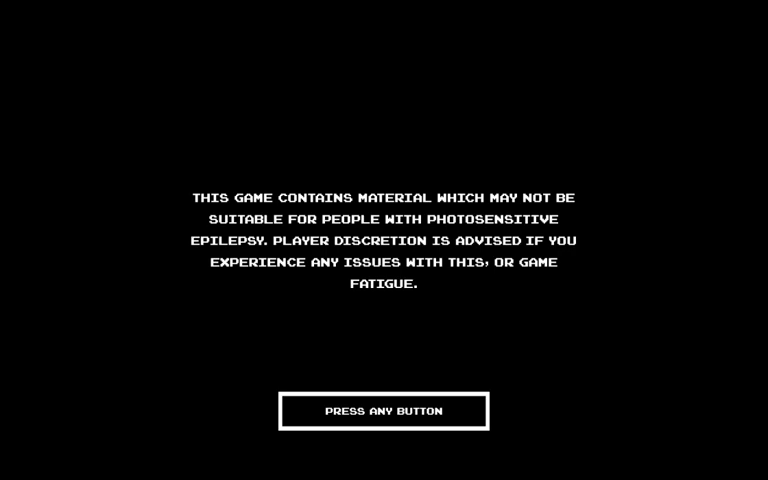 THIS GAME CONTAINS MATERIAL WHICH MAY NOT BE
SUITABLE FOR PEOPLE WITH PHOTOSENSITIVE
EPILEPSY. PLAYER DISCRETION IS ADVISED IF YOU
EXPERIENCE ANY ISSUES WITH THIS, OR GAME
FATIGUE.
PRESS ANY BUTTON